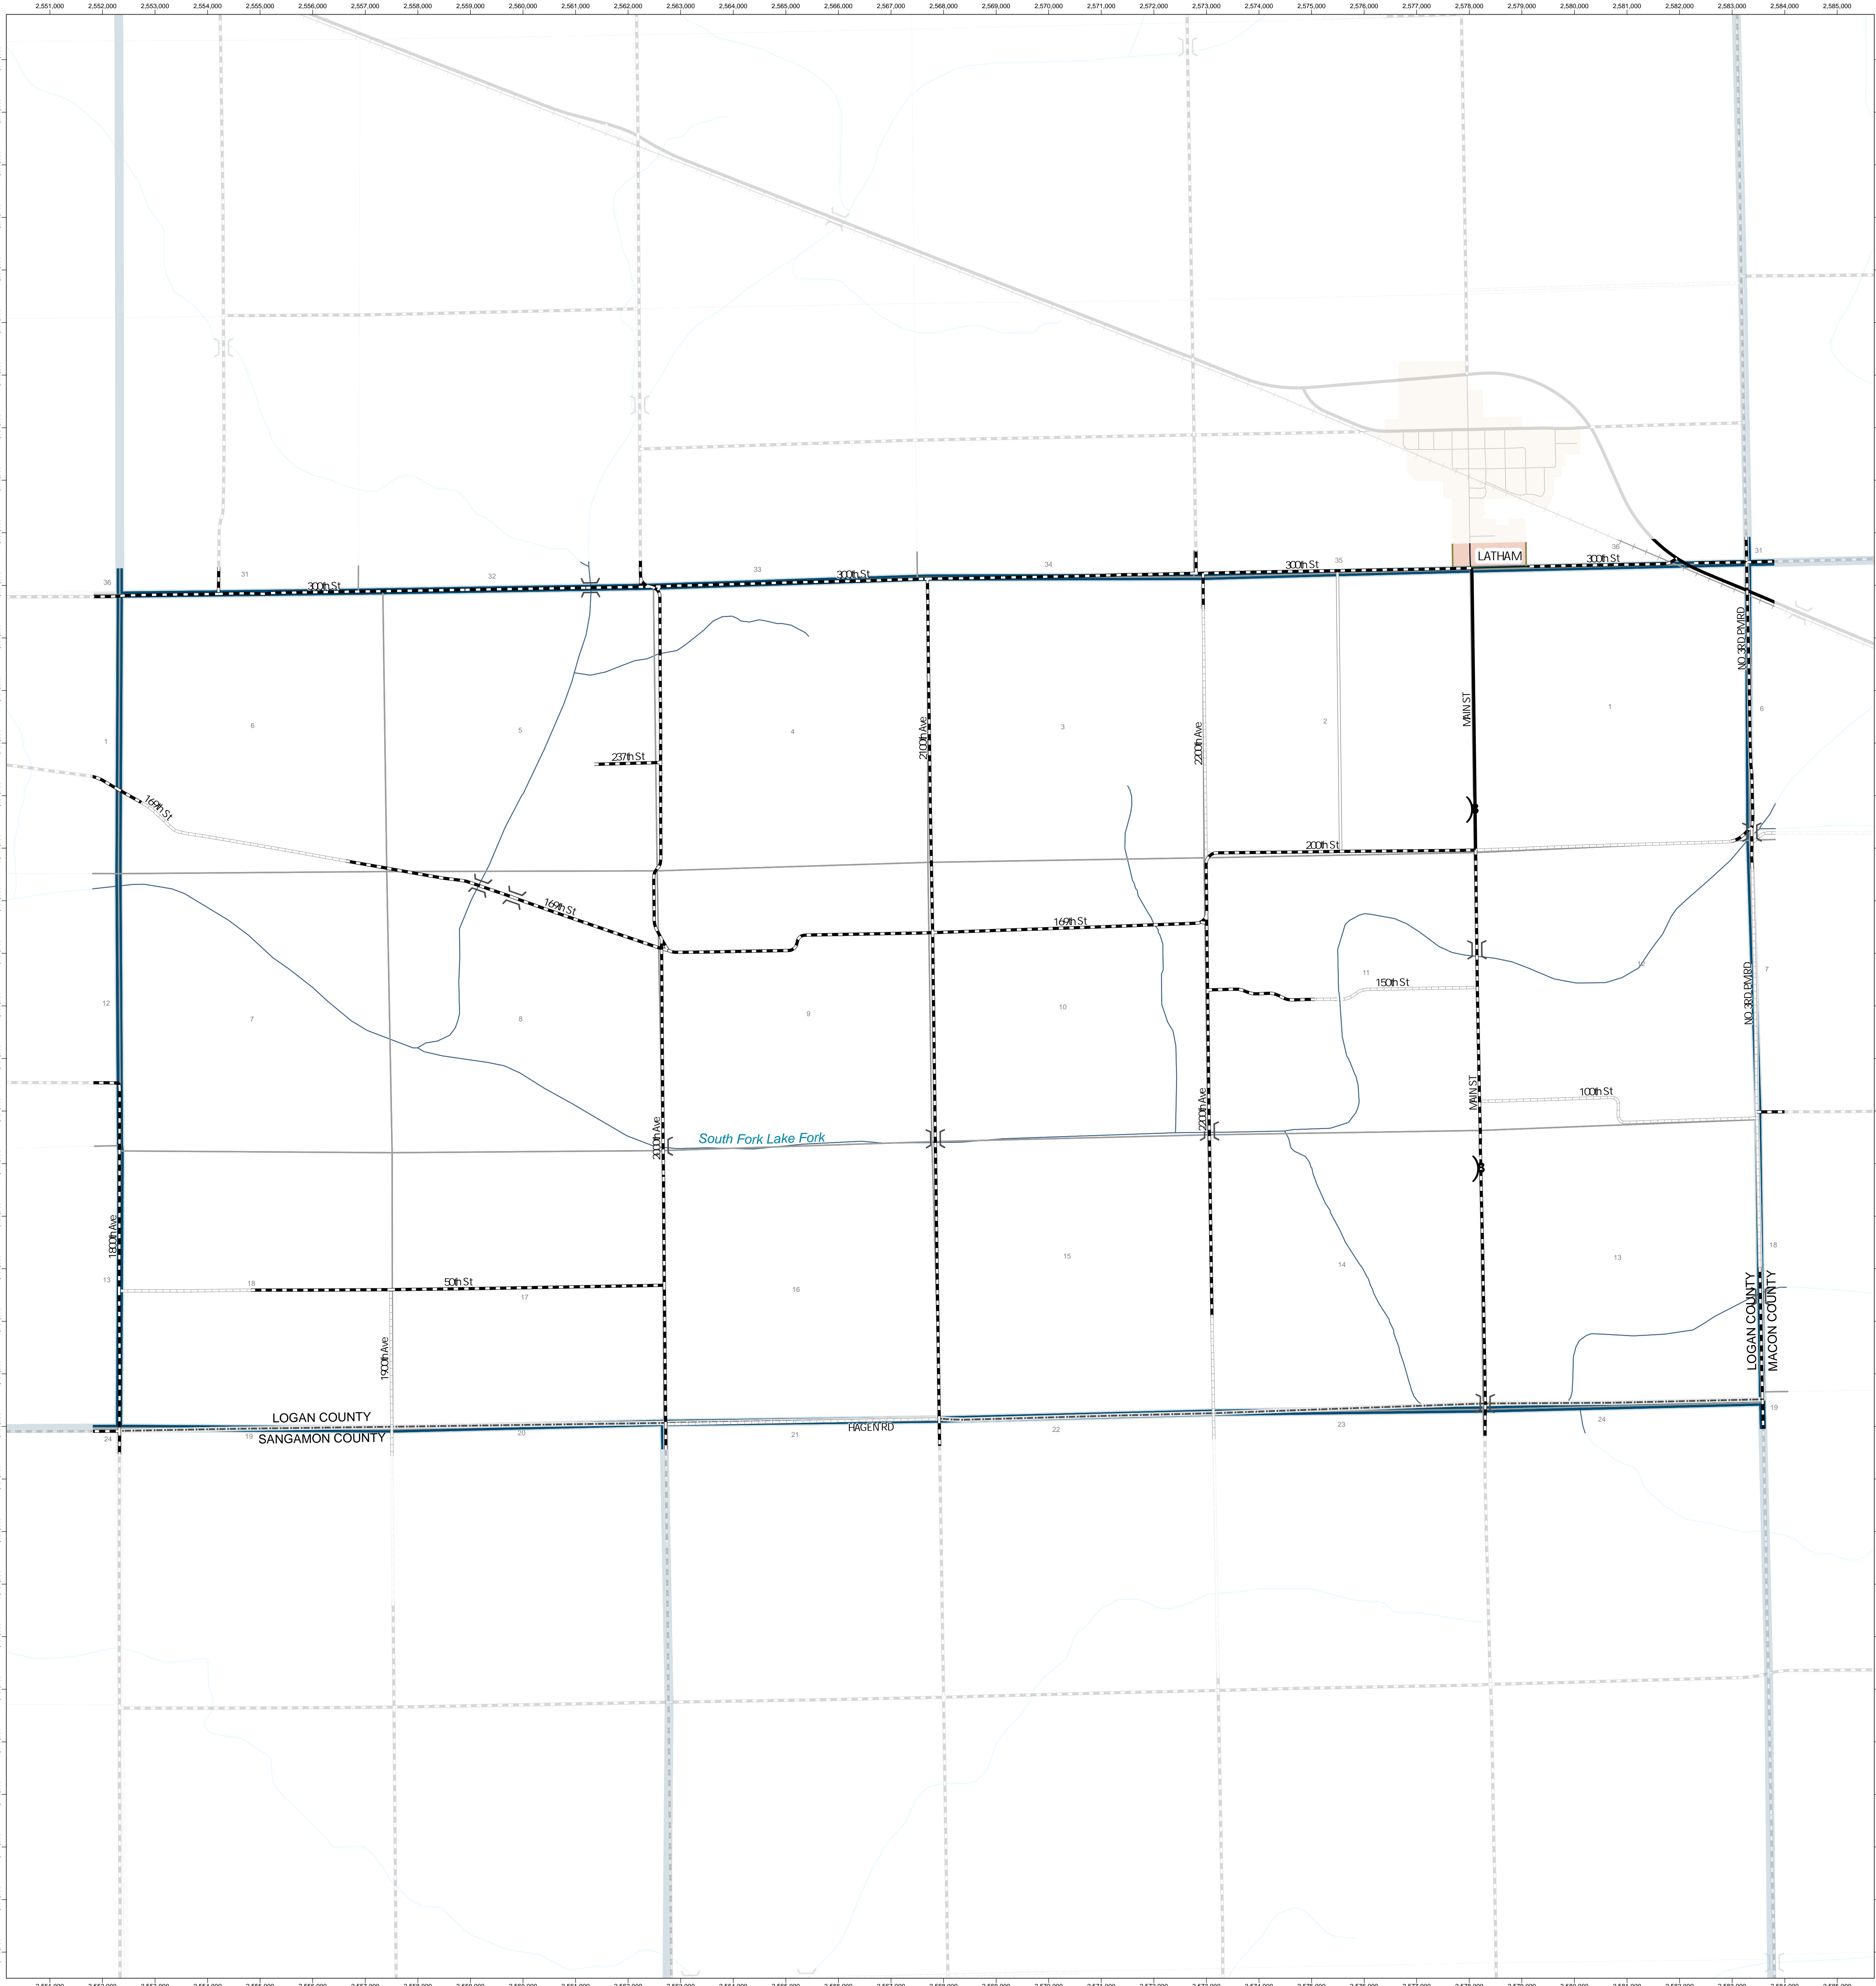 2,551,000 2,552,000 2,553,000 2,554,000 2,555,000 2,556,000 2,557,000 2,558,000 2,559,000 2,560,000 2,561,000 2,562,000 2,563,000 2,564,000 2,565,000 2,566,000 2,567,000 2,568,000 2,569,000 2,570,000 2,571,000 2,572,000 2,573,000 2,574,000 2,575,000 2,576,000 2,577,000 2,578,000 2,579,000 2,580,000 2,581,000 2,582,000 2,583,000 2,584,000 2,585,000
36
31
LATHAM
31
300th St
300th St
35
34
33
300th St
31
32
36
300th St
NO. 3RD. P.M. RD
MAIN ST
1
6
2
3
4
5
6
1
2100th Ave
2200th Ave
237th St
169th St
200th St
169th St
169th St
11
12
7
NO. 3RD. P.M. RD
150th St
12
7
8
9
10
MAIN ST
100th St
2200th Ave
2000th Ave
South Fork Lake Fork
1800th Ave
13
18
50th St
17
16
15
14
13
18
LOGAN COUNTY
MACON COUNTY
1900th Ave
LOGAN COUNTY
SANGAMON COUNTY
24
19
20
21
HAGEN RD
22
23
24
19